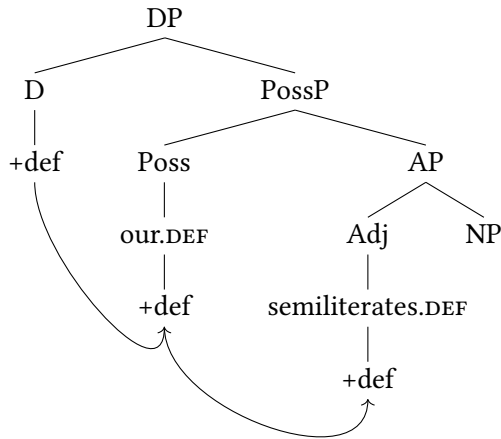 DP
D PossP
+def Poss AP
our.DEF Adj NP
+def semiliterates.DEF
+def